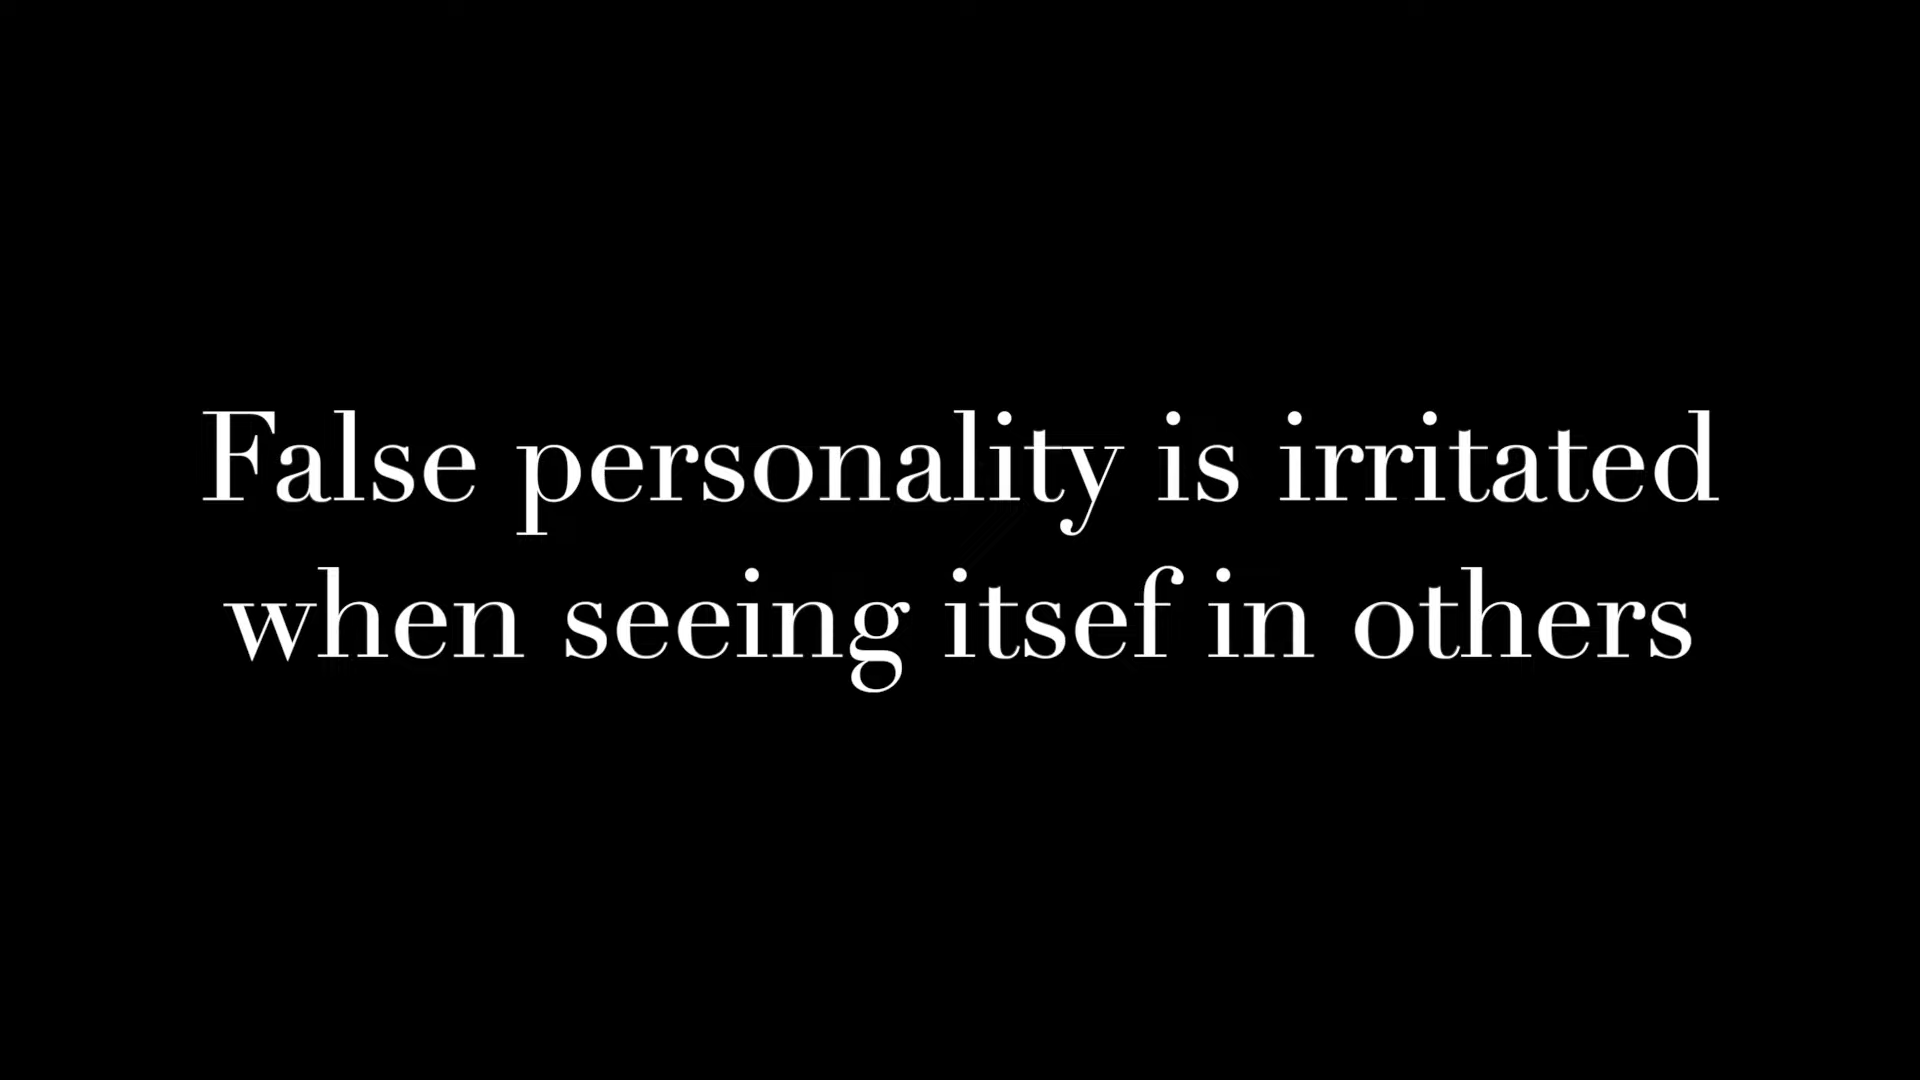 False personality is irritated
when seeing itsef in others